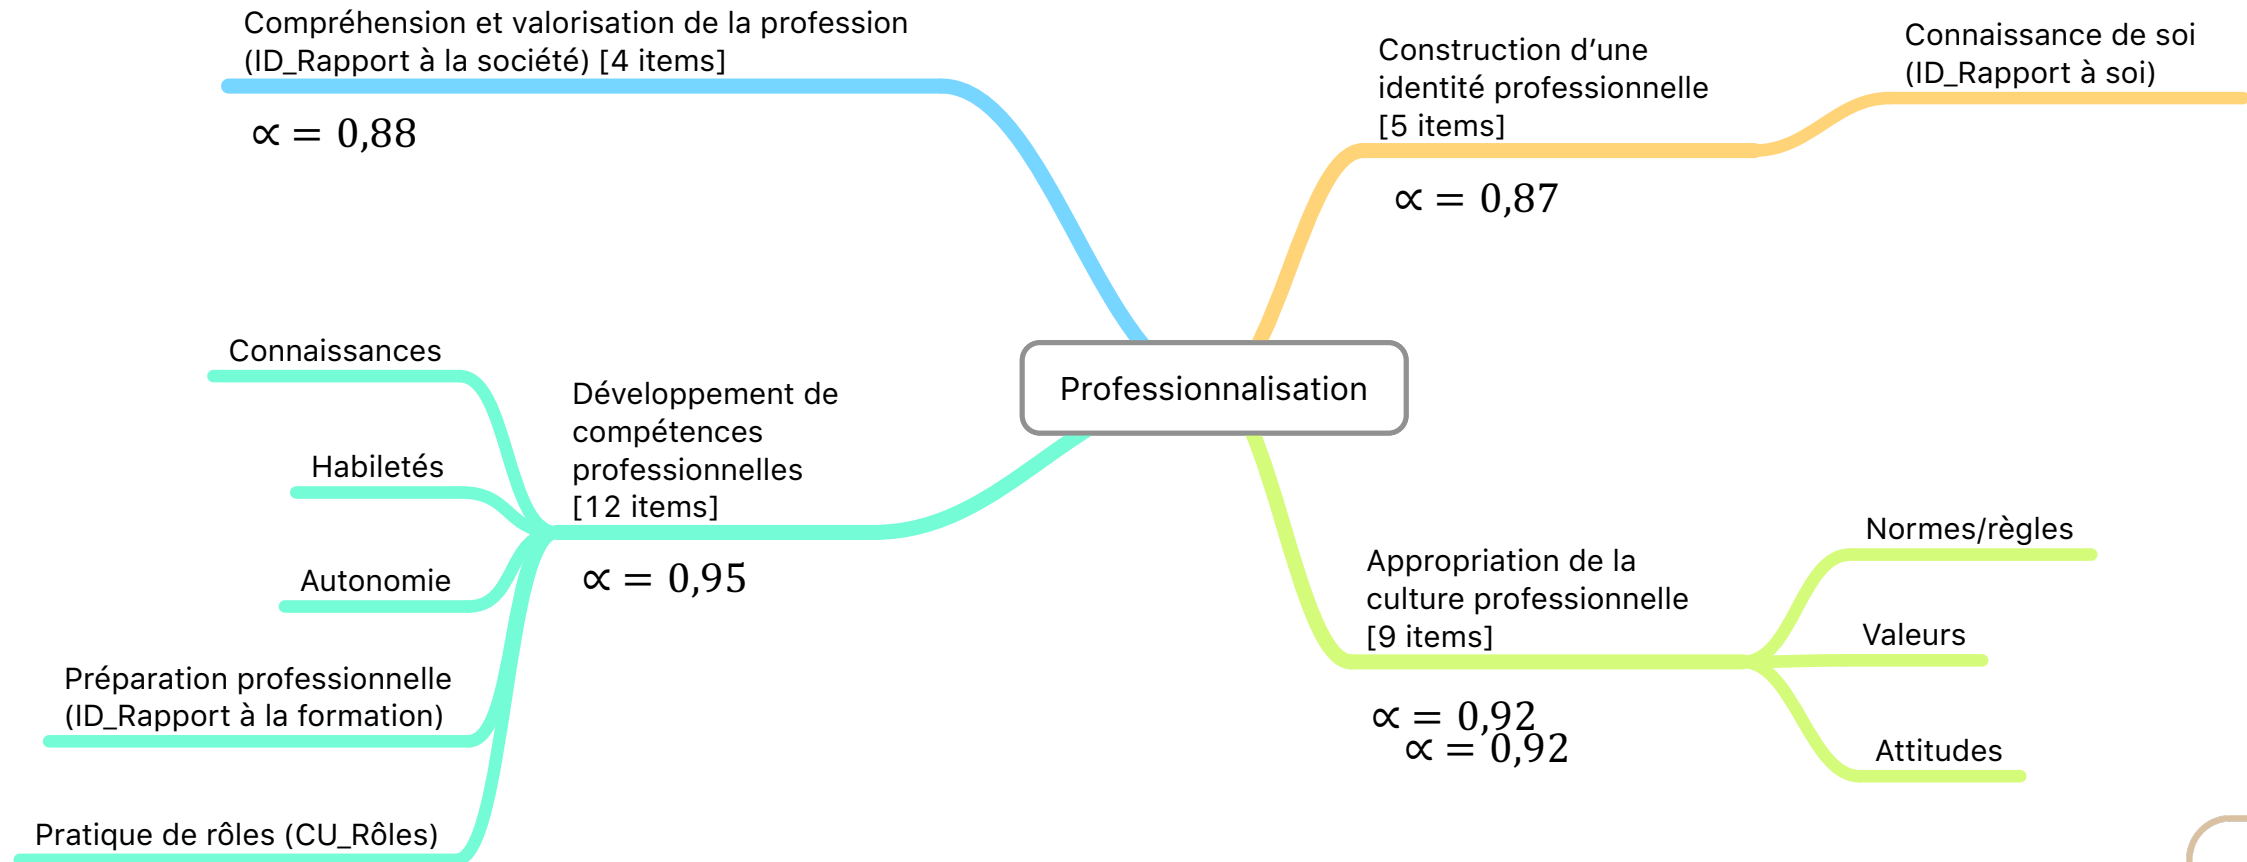 Compréhension et valorisation de la profession
(ID_Rapport à la société) [4 items]
∝ = 0,88
Construction d’une
identité professionnelle
[5 items]
∝ = 0,87
Connaissance de soi
(ID_Rapport à soi)
Professionnalisation
Connaissances
Habiletés
Autonomie
Préparation professionnelle
(ID_Rapport à la formation)
Pratique de rôles (CU_Rôles)
Développement de
compétences
professionnelles
[12 items]
∝ = 0,95
Appropriation de la
culture professionnelle
[9 items]
∝ = 0,92
∝ = 0,92
Normes/règles
Valeurs
Attitudes